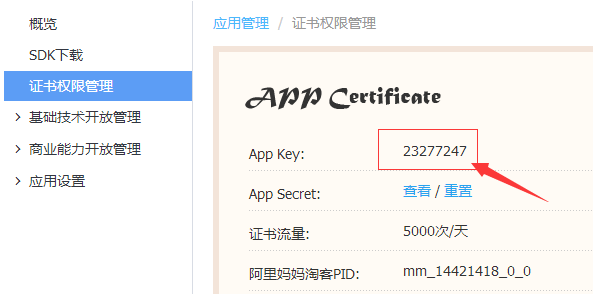 概览
SDK下载
证书权限管理
基础技术开放管理
商业能力开放管理
应用设置
应用管理 / 证书权限管理
APP Certificate
App Key: 23277247
App Secret: 查看 / 重置
证书流量: 5000次/天
阿里妈妈淘客PID: mm_14421418_0_0